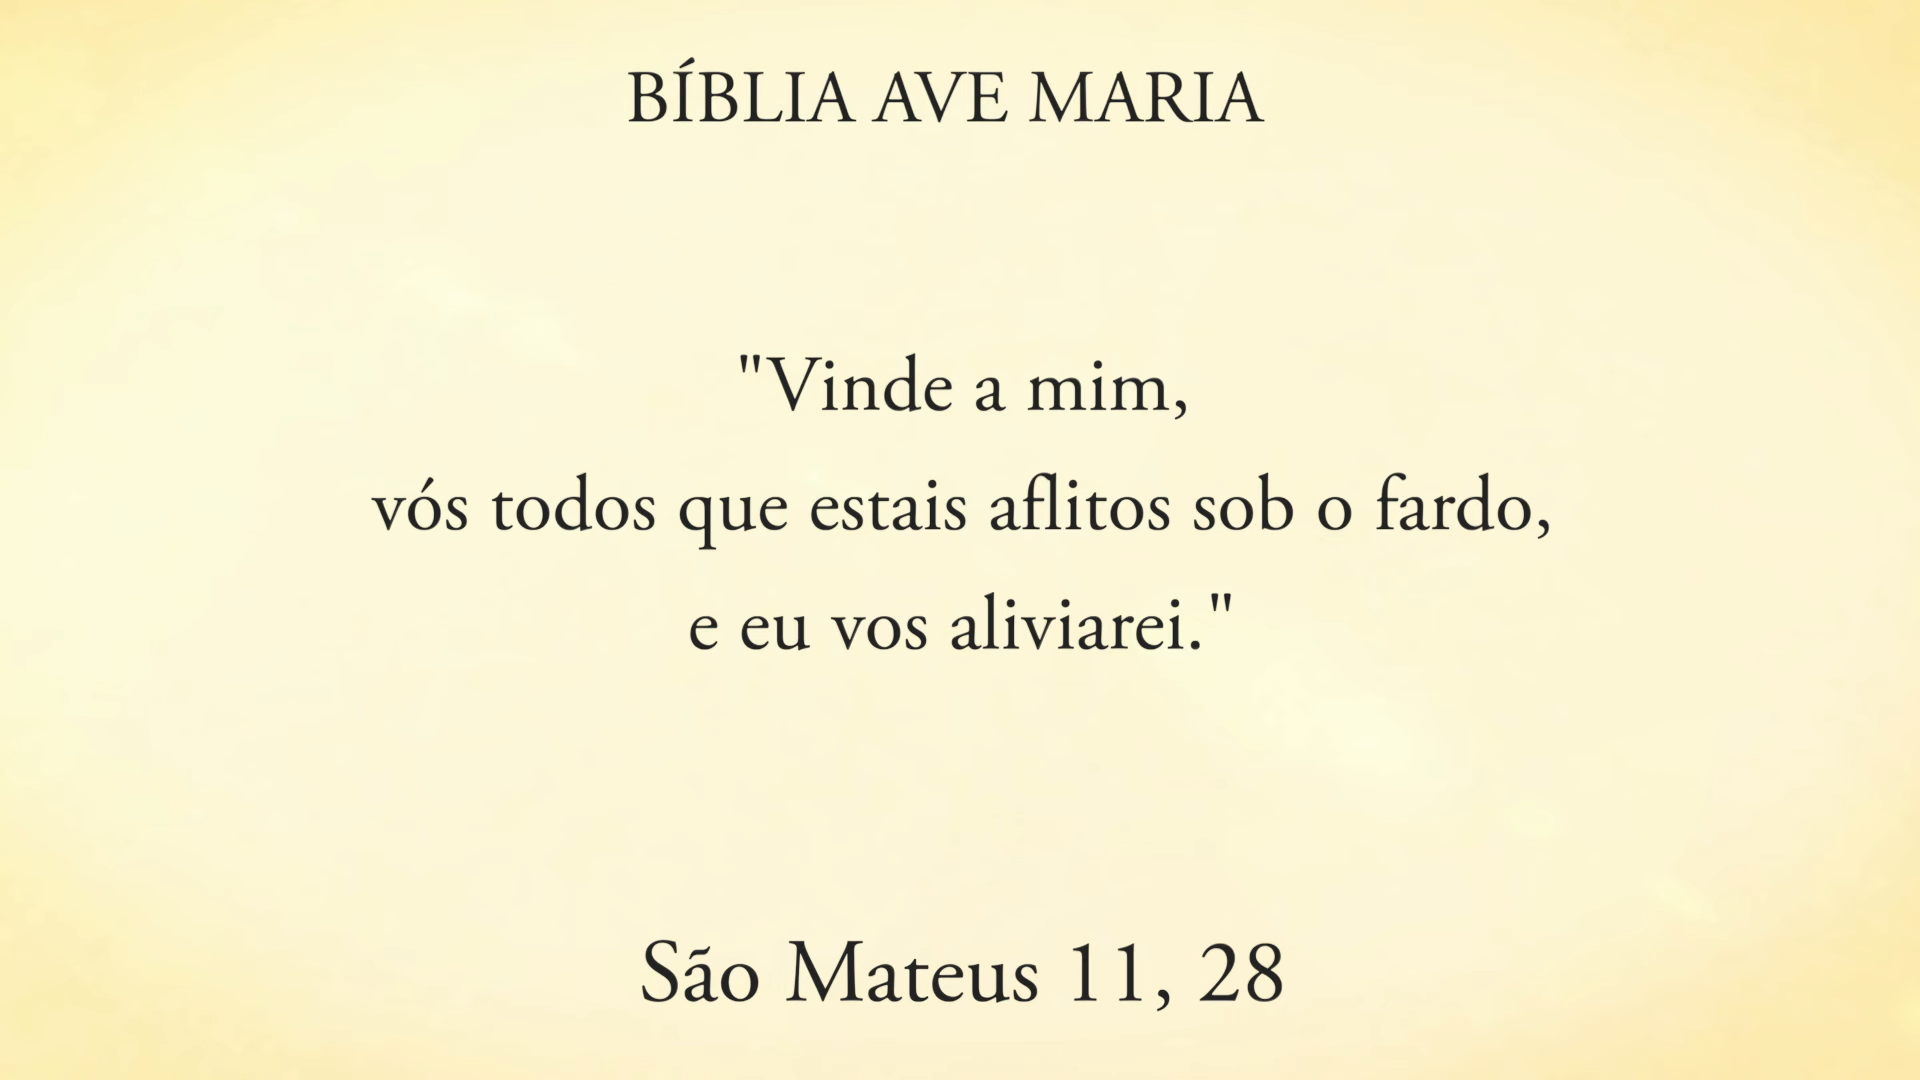 BÍBLIA AVE MARIA
"Vinde a mim,
vós todos que estais aflitos sob o fardo,
e eu vos aliviarei."
São Mateus 11, 28